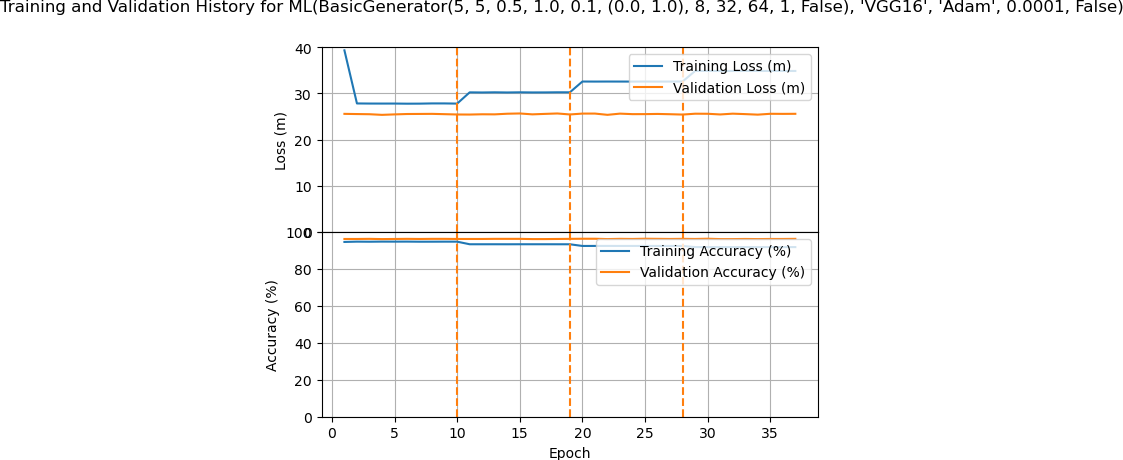 Training and Validation History for ML(BasicGenerator(5, 5, 0.5, 1.0, 0.1, (0.0, 1.0), 8, 32, 64, 1, False), 'VGG16', 'Adam', 0.0001, False)
40
30
20
10
0
Loss (m)
Training Loss (m)
Validation Loss (m)
100
80
60
40
20
0
Accuracy (%)
Training Accuracy (%)
Validation Accuracy (%)
0 5 10 15 20 25 30 35
Epoch